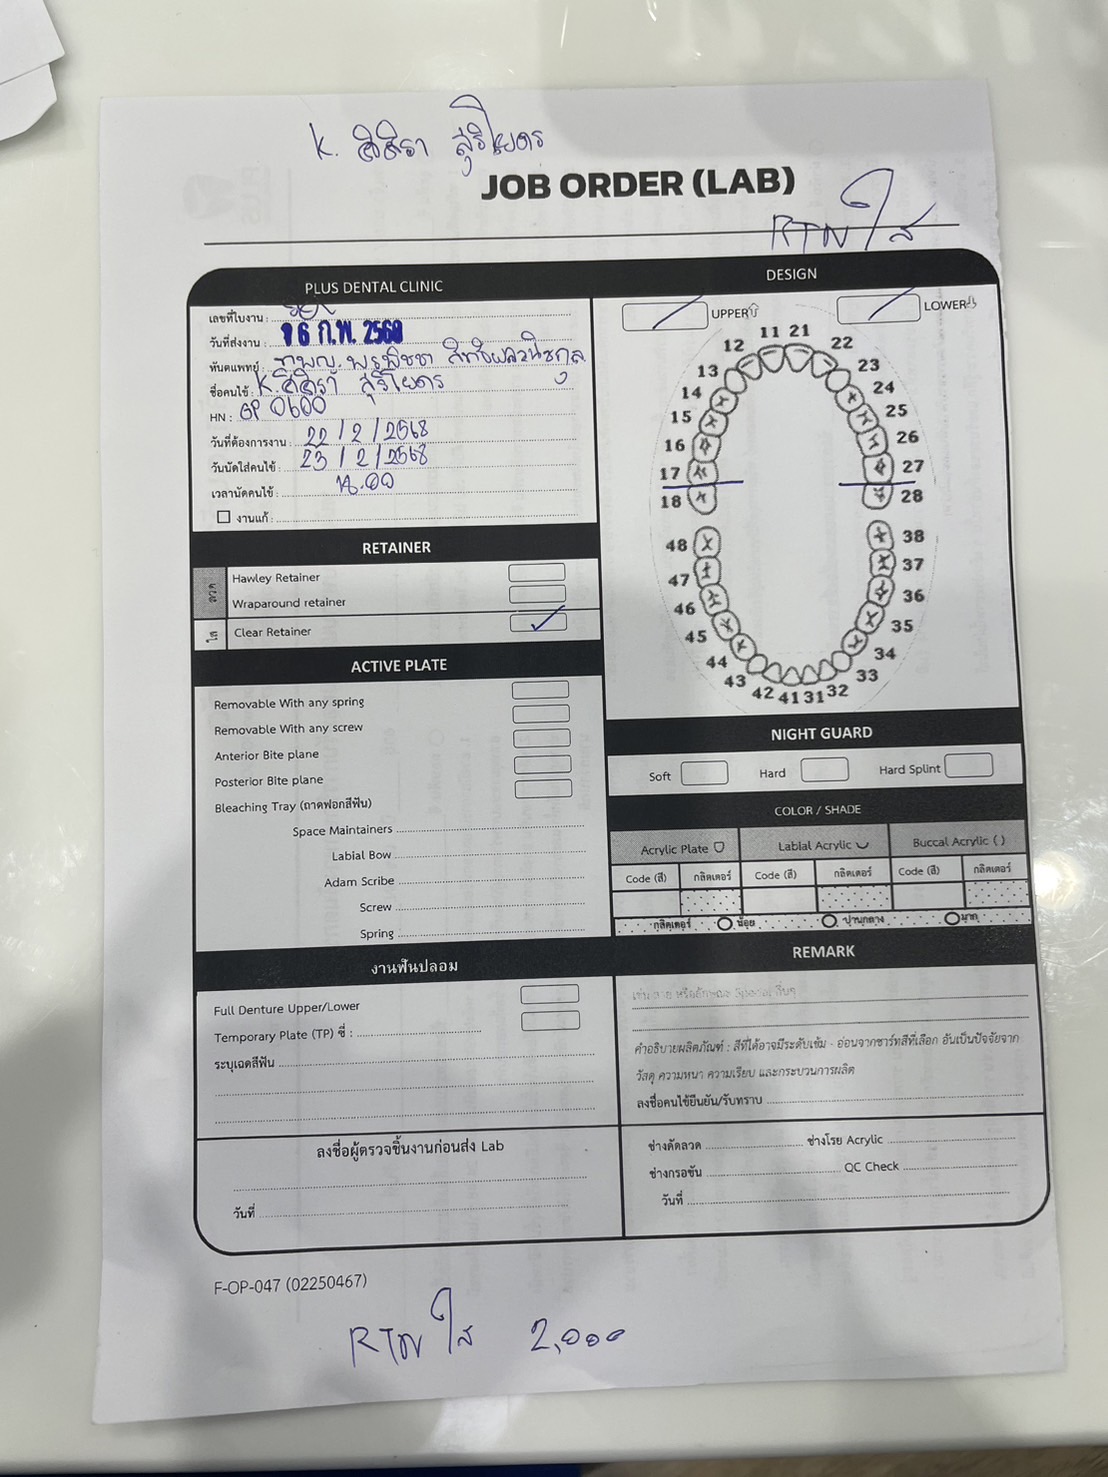 K. สิสิรา สุริโยดร
JOB ORDER (LAB)
RTN ใส
PLUS DENTAL CLINIC
เลขที่ใบงาน :
วันที่ส่งงาน : 16 ก.พ. 2568
ทันตแพทย์ : ทพญ. พรพิชชา
ชื่อคนไข้ : K. สิสิรา สุริโยดร
HN : GP 0600
วันที่ต้องการงาน : 22 / 2 / 2568
วันนัดใส่คนไข้ : 23 / 2 / 2568
เวลานัดคนไข้ :
งานแก้ :
RETAINER
ลวด
Hawley Retainer
Wraparound retainer
ใส
Clear Retainer
ACTIVE PLATE
Removable With any spring
Removable With any screw
Anterior Bite plane
Posterior Bite plane
Bleaching Tray (ถาดฟอกสีฟัน)
Space Maintainers
Labial Bow
Adam Scribe
Screw
Spring
งานฟันปลอม
Full Denture Upper/Lower
Temporary Plate (TP) ซี่ :
ระบุเฉดสีฟัน
ลงชื่อผู้ตรวจชิ้นงานก่อนส่ง Lab
วันที่
DESIGN
UPPER LOWER
11 21
12 22
13 23
14 24
15 25
16 26
17 27
18 28
48 38
47 37
46 36
45 35
44 34
43 33
42 41 31 32
NIGHT GUARD
Soft Hard Hard Splint
COLOR / SHADE
Acrylic Plate Labial Acrylic Buccal Acrylic ( )
Code (สี) กลิตเตอร์ Code (สี) กลิตเตอร์ Code (สี) กลิตเตอร์
กลิตเตอร์ น้อย ปานกลาง มาก
REMARK
เช่น ลาย หรือลักษณะ Special อื่นๆ
คำอธิบายผลิตภัณฑ์ : สีที่ได้อาจมีระดับเข้ม - อ่อนจากชาร์ทสีที่เลือก อันเป็นปัจจัยจาก
วัสดุ ความหนา ความเรียบ และกระบวนการผลิต
ลงชื่อคนไข้ยืนยัน/รับทราบ
ช่างดัดลวด ช่างโรย Acrylic
ช่างกรอขัน QC Check
วันที่
F-OP-047 (02250467)
RTN ใส 2,000